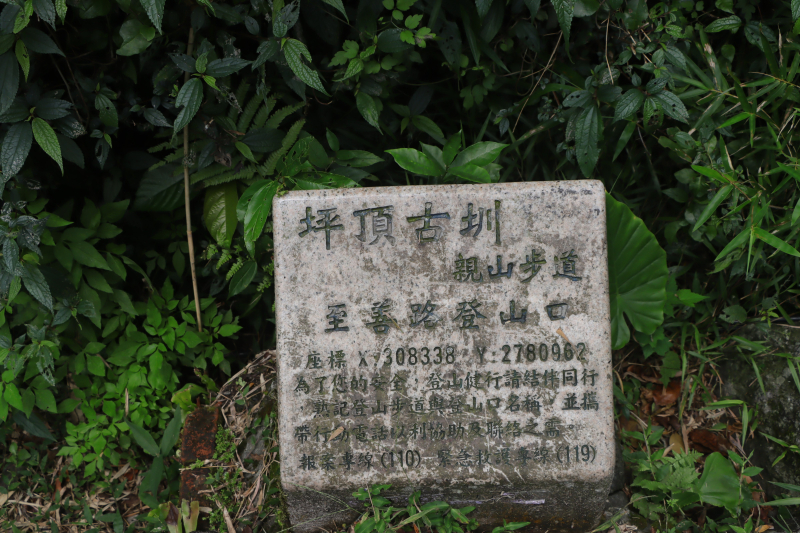 坪頂古圳
親山步道
至善路登山口
座標 X:308338 Y:2780962
為了您的安全，登山健行請結伴同行
，熟記登山步道與登山口名稱，並攜
帶行動電話以利協助及聯絡之需。
報案專線(110) 緊急救護專線(119)